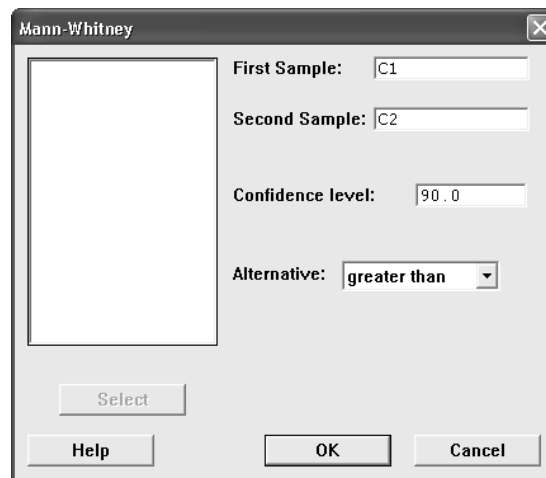 Mann-Whitney
First Sample: C1
Second Sample: C2
Confidence level: 90.0
Alternative: greater than
Select
Help OK Cancel